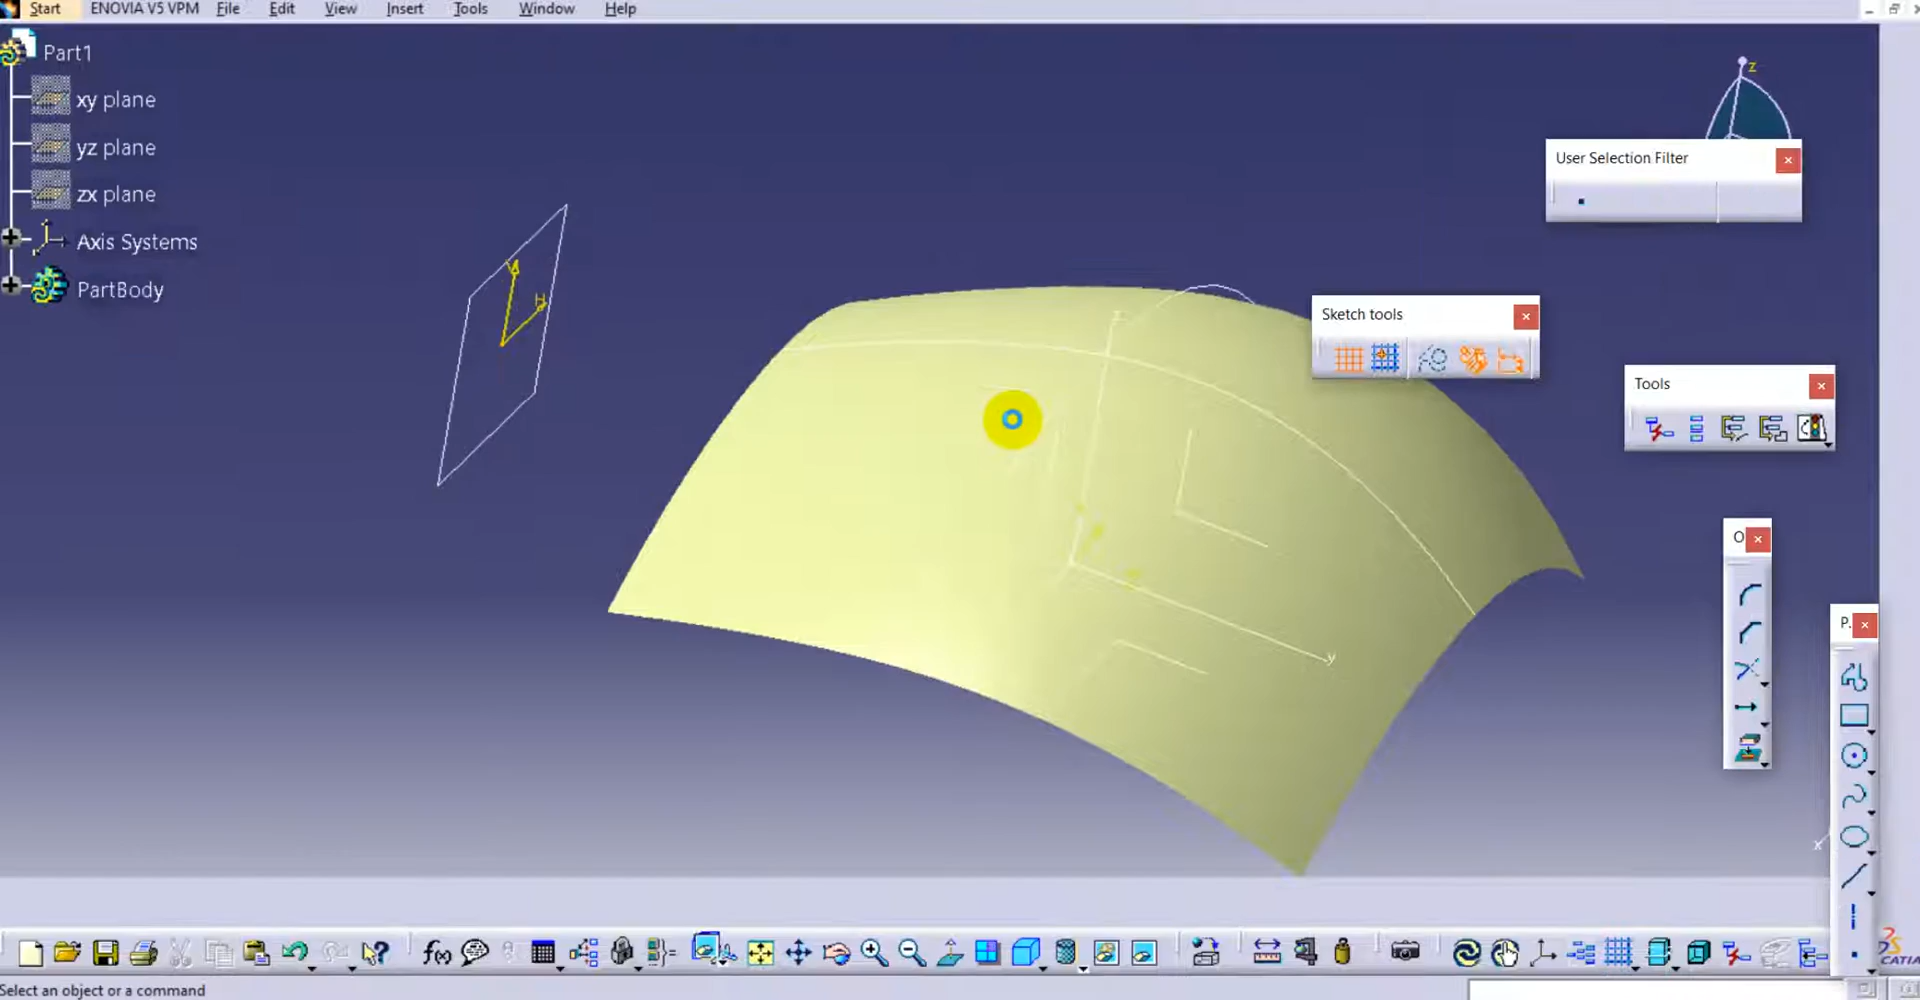 Start ENOVIA V5 VPM File Edit View Insert Tools Window Help
Part1
xy plane
yz plane
zx plane
Axis Systems
PartBody
z
User Selection Filter
Sketch tools
Tools
O
P.
V
H
y
x
f(x)
CATIA
Select an object or a command